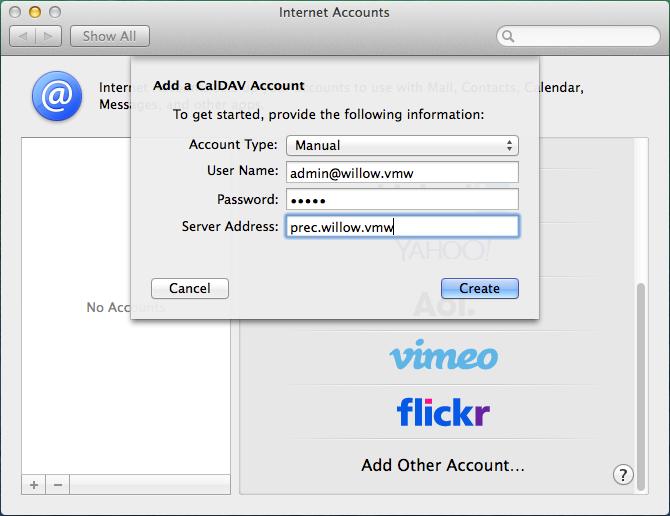 Internet Accounts
Show All
Add a CalDAV Account
Internet accounts to use with Mail, Contacts, Calendar,
Messages, and other apps.
To get started, provide the following information:
Account Type: Manual
User Name: admin@willow.vmw
Password: •••••
Server Address: prec.willow.vmw
YAHOO!
Cancel
Create
No Accounts
Aol.
vimeo
flickr
Add Other Account...
+ −
?